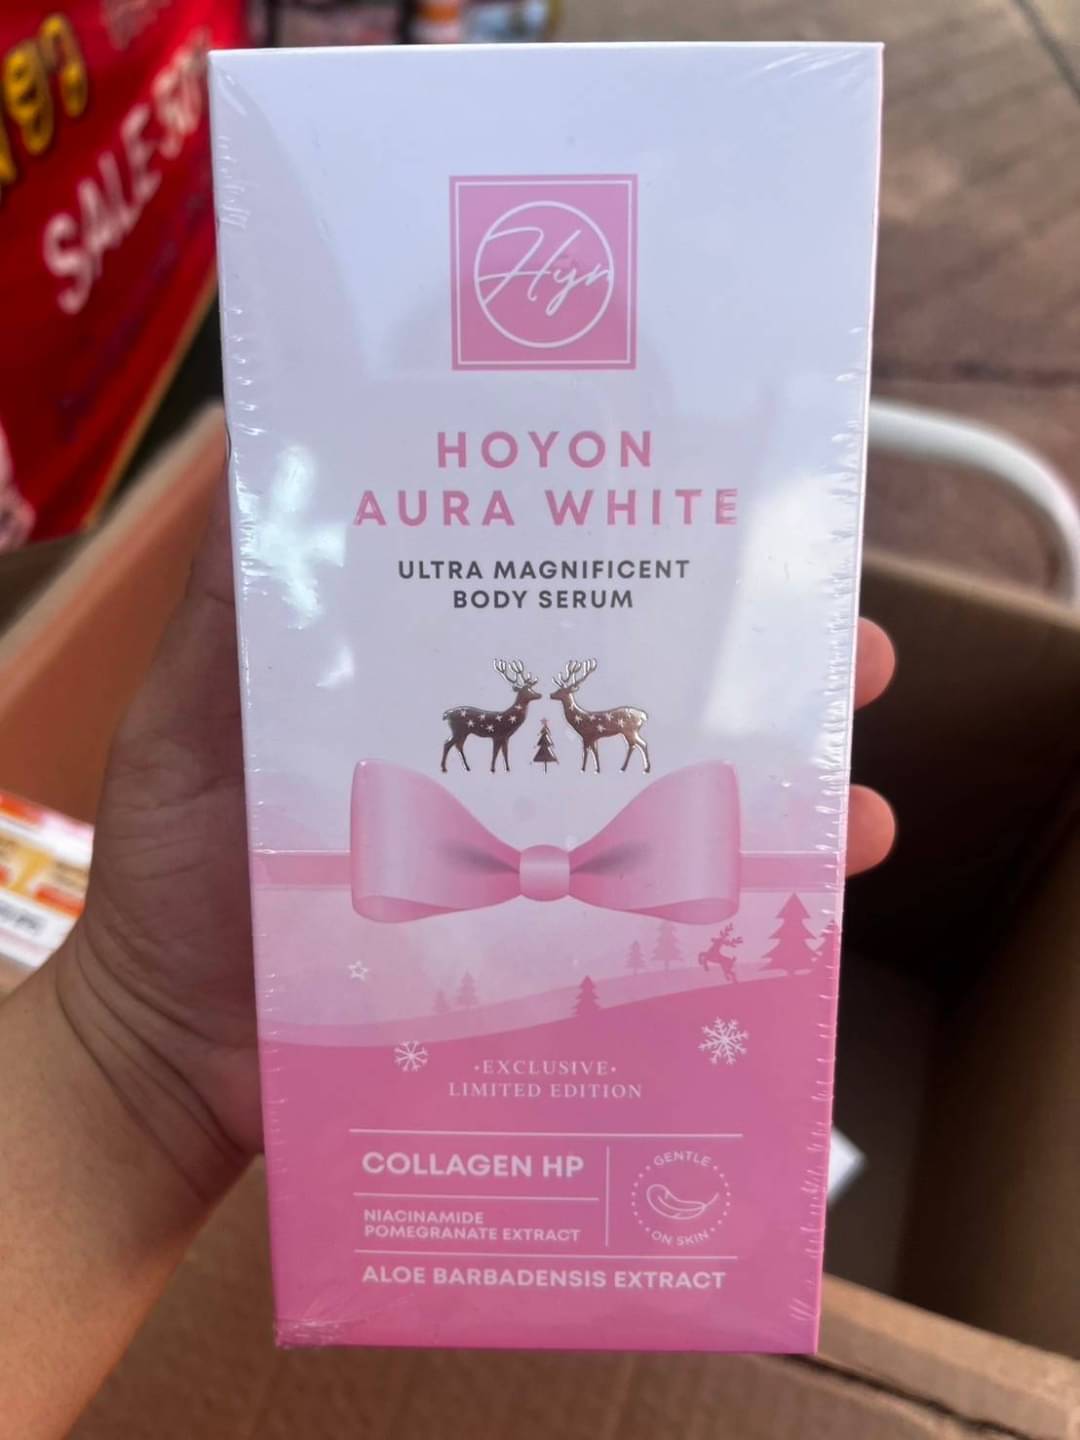 SALE 50%
Hyn
HOYON
AURA WHITE
ULTRA MAGNIFICENT
BODY SERUM
·EXCLUSIVE·
LIMITED EDITION
COLLAGEN HP
NIACINAMIDE
POMEGRANATE EXTRACT
ALOE BARBADENSIS EXTRACT
GENTLE
ON SKIN